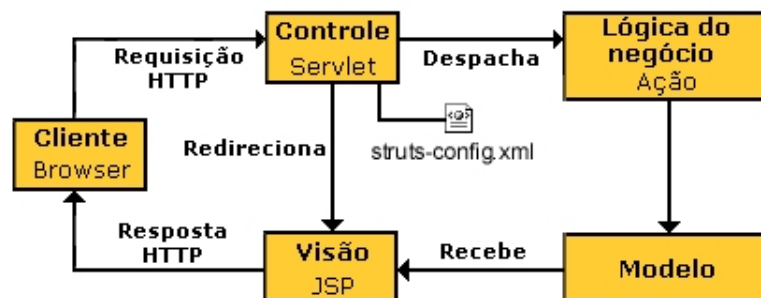 Requisição
HTTP
Controle
Servlet
Despacha
Lógica do
negócio
Ação
Cliente
Browser
Redireciona
struts-config.xml
Resposta
HTTP
Visão
JSP
Recebe
Modelo